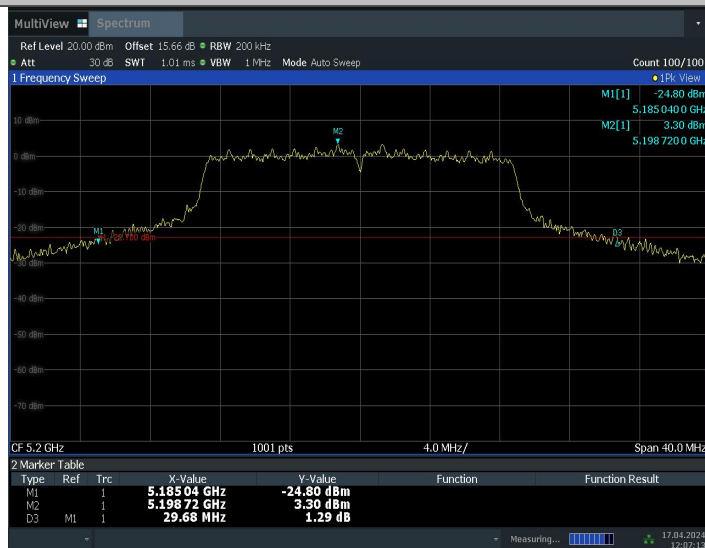 MultiView Spectrum
Ref Level 20.00 dBm Offset 15.66 dB RBW 200 kHz
Att 30 dB SWT 1.01 ms VBW 1 MHz Mode Auto Sweep Count 100/100
1 Frequency Sweep 1Pk View
M1[1] -24.80 dBm
5.185 040 0 GHz
M2[1] 3.30 dBm
5.198 720 0 GHz
10 dBm
M2
0 dBm
-10 dBm
-20 dBm
M1
D3
-30 dBm
-40 dBm
-50 dBm
-60 dBm
-70 dBm
CF 5.2 GHz 1001 pts 4.0 MHz/ Span 40.0 MHz
2 Marker Table
Type Ref Trc X-Value Y-Value Function Function Result
M1 1 5.185 04 GHz -24.80 dBm
M2 1 5.198 72 GHz 3.30 dBm
D3 M1 1 29.68 MHz 1.29 dB
Measuring... 17.04.2024
12:07:13